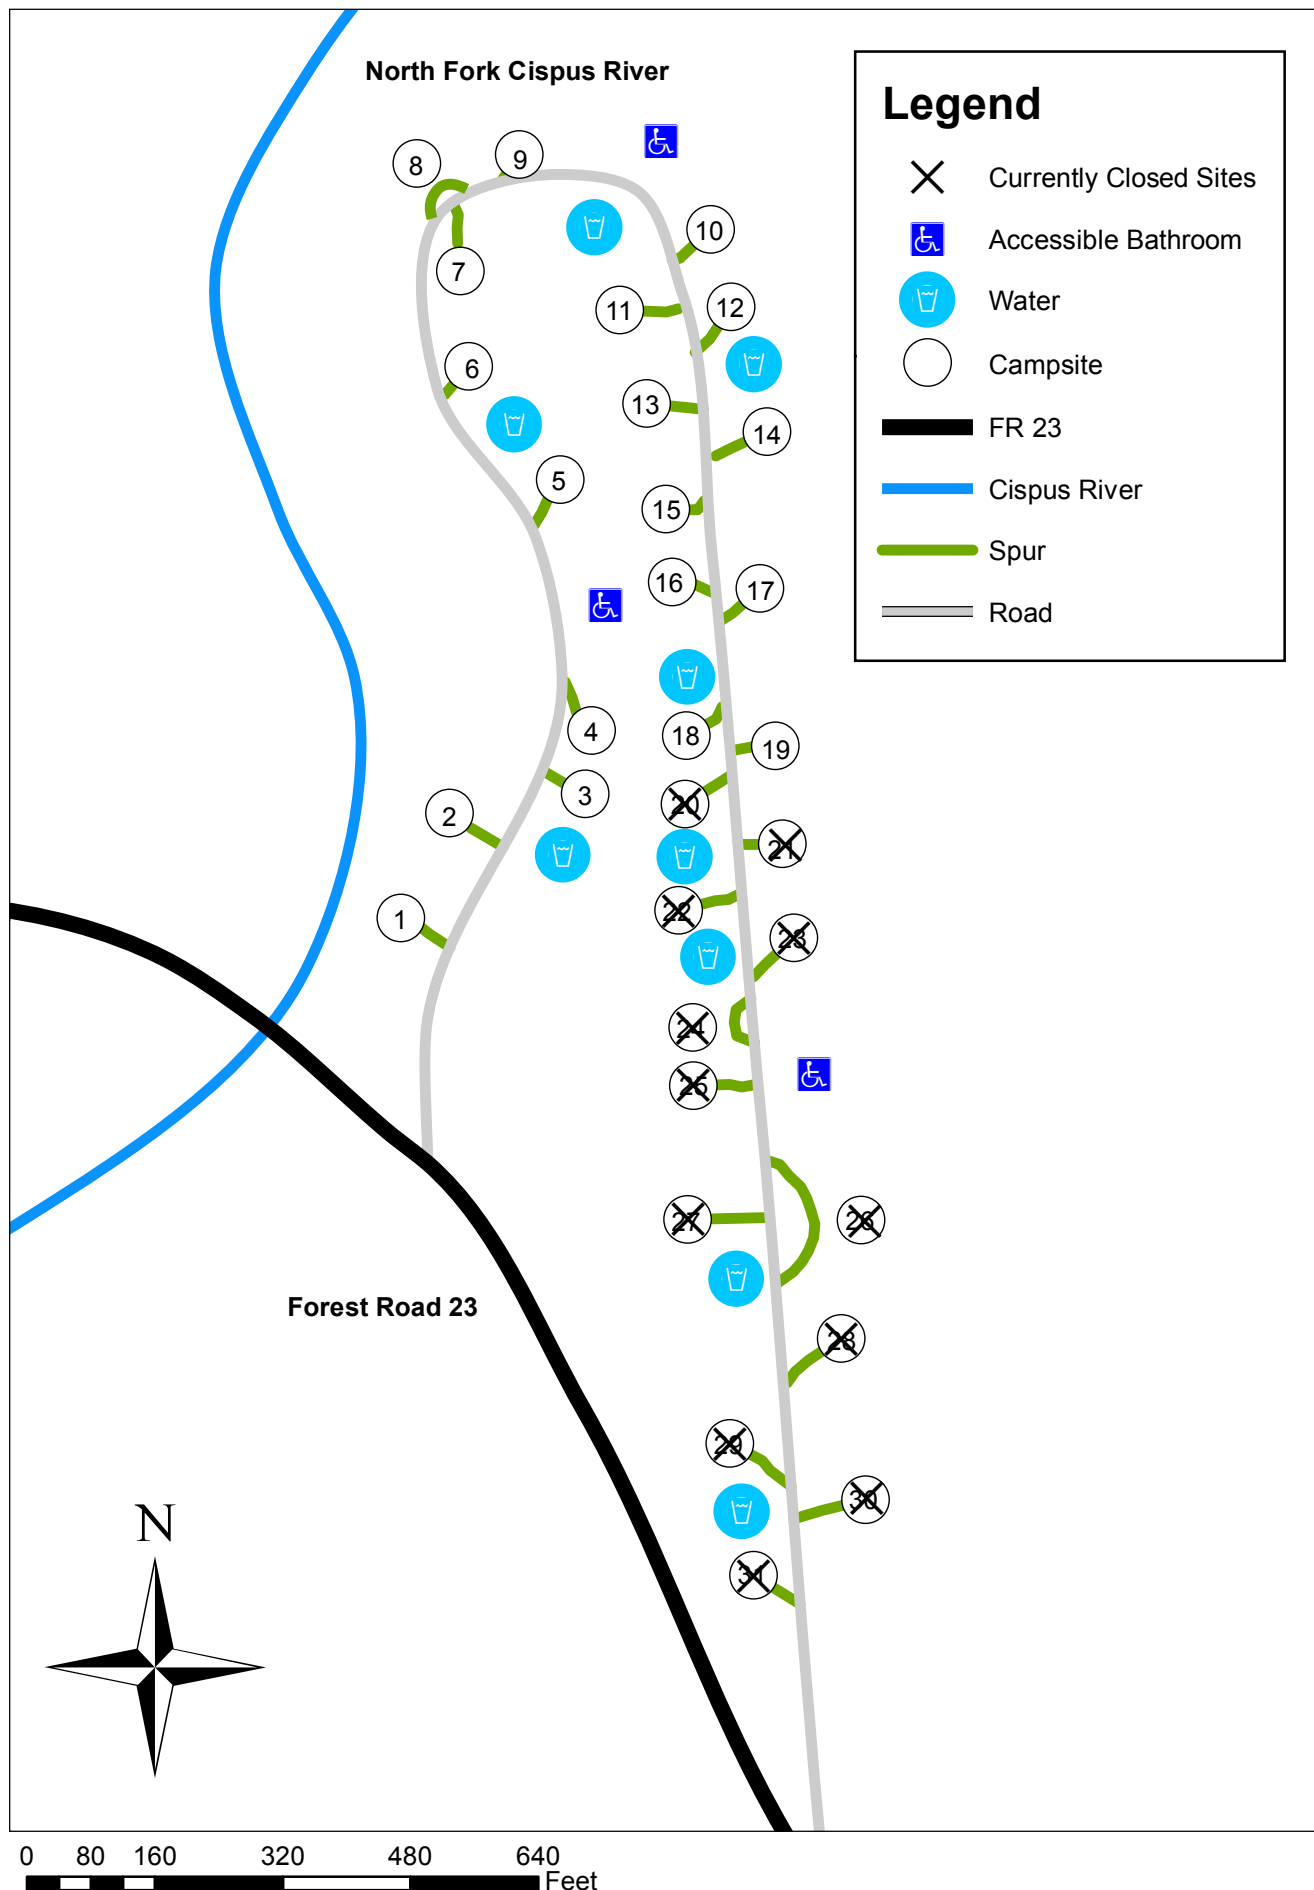 North Fork Cispus River
Legend
Currently Closed Sites
Accessible Bathroom
Water
Campsite
FR 23
Cispus River
Spur
Road
8
9
7
10
11
12
6
13
14
5
15
16
17
4
18
19
3
2
20
21
1
22
23
24
25
27
26
Forest Road 23
28
29
30
31
N
0 80 160 320 480 640
Feet